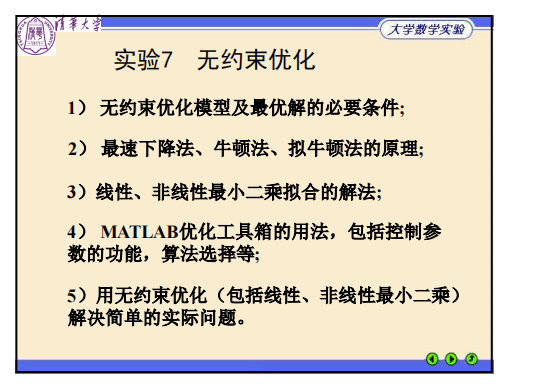 清华大学
大学数学实验
实验7 无约束优化
1） 无约束优化模型及最优解的必要条件;
2） 最速下降法、牛顿法、拟牛顿法的原理;
3）线性、非线性最小二乘拟合的解法;
4） MATLAB优化工具箱的用法，包括控制参
数的功能，算法选择等;
5）用无约束优化（包括线性、非线性最小二乘）
解决简单的实际问题。